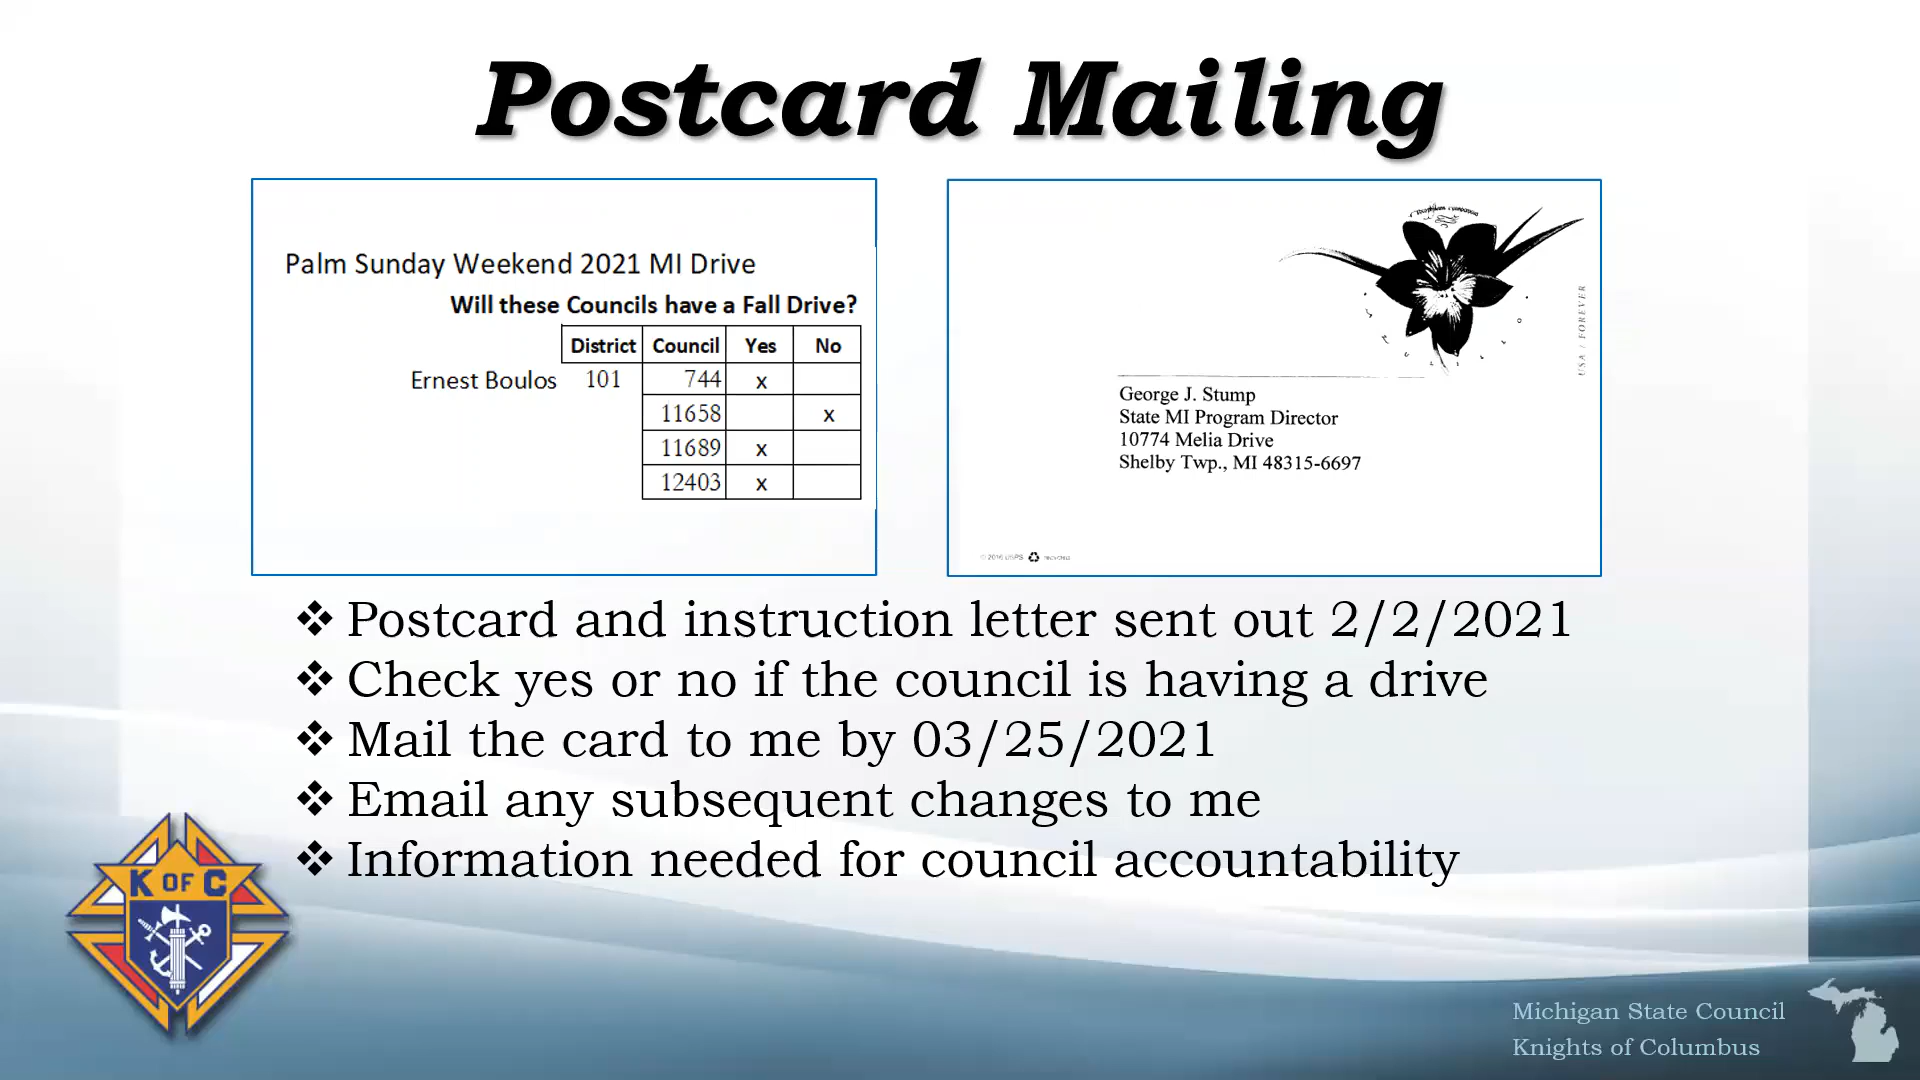 Postcard Mailing
Palm Sunday Weekend 2021 MI Drive
Will these Councils have a Fall Drive?
District Council Yes No
Ernest Boulos 101 744 x
11658 x
11689 x
12403 x
USA / FOREVER
George J. Stump
State MI Program Director
10774 Melia Drive
Shelby Twp., MI 48315-6697
© 2016 USPS
❖ Postcard and instruction letter sent out 2/2/2021
❖ Check yes or no if the council is having a drive
❖ Mail the card to me by 03/25/2021
❖ Email any subsequent changes to me
❖ Information needed for council accountability
K OF C
Michigan State Council
Knights of Columbus